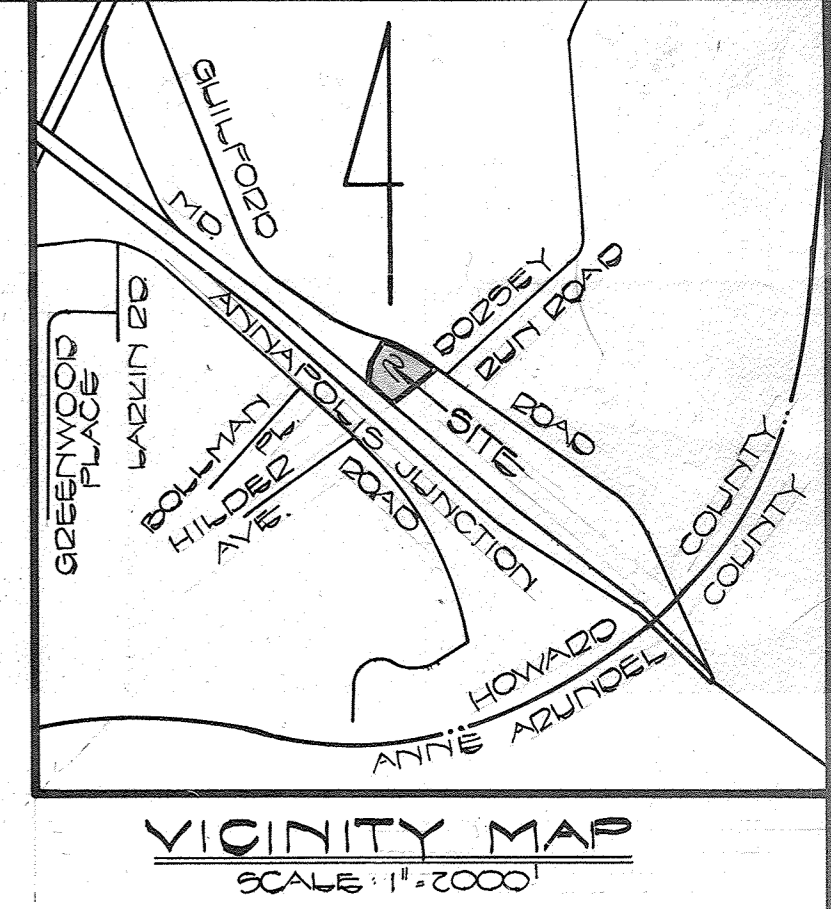 GUILFORD
MD.
DORSEY
RUN ROAD
ANNAPOLIS JUNCTION
ROAD
SITE
LARKIN RD.
GREENWOOD
PLACE
BOLLMAN
PL.
HILDER
AVE.
ROAD
COUNTY
COUNTY
HOWARD
ANNE ARUNDEL
VICINITY MAP
SCALE: 1"=2000'